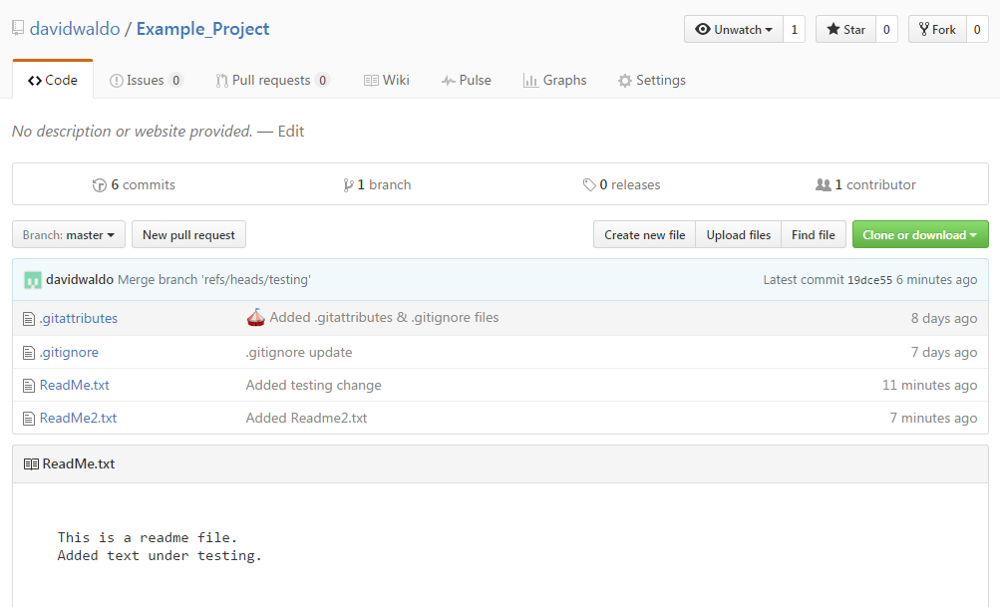 davidwaldo / Example_Project
Unwatch 1 Star 0 Fork 0
Code Issues 0 Pull requests 0 Wiki Pulse Graphs Settings
No description or website provided. — Edit
6 commits 1 branch 0 releases 1 contributor
Branch: master New pull request Create new file Upload files Find file Clone or download
davidwaldo Merge branch 'refs/heads/testing' Latest commit 19dce55 6 minutes ago
.gitattributes Added .gitattributes & .gitignore files 8 days ago
.gitignore .gitignore update 7 days ago
ReadMe.txt Added testing change 11 minutes ago
ReadMe2.txt Added Readme2.txt 7 minutes ago
ReadMe.txt
This is a readme file.
Added text under testing.